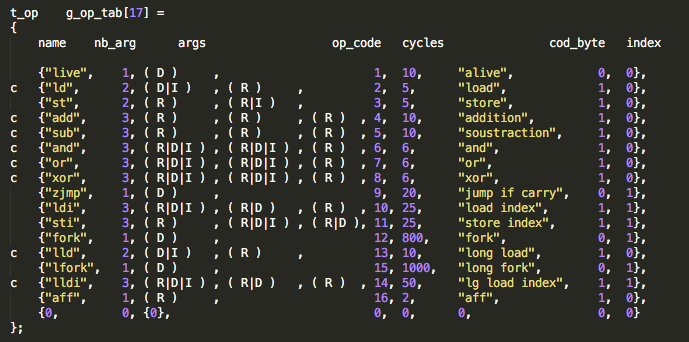 t_op    g_op_tab[17] =
{
    name    nb_arg      args                 op_code   cycles              cod_byte   index

    {"live",     1, ( D )     ,                     1, 10,     "alive",           0, 0},
c   {"ld",       2, ( D|I )   , ( R )     ,         2, 5,      "load",            1, 0},
    {"st",       2, ( R )     , ( R|I )   ,         3, 5,      "store",           1, 0},
c   {"add",      3, ( R )     , ( R )     , ( R )  , 4, 10,     "addition",        1, 0},
c   {"sub",      3, ( R )     , ( R )     , ( R )  , 5, 10,     "soustraction",    1, 0},
c   {"and",      3, ( R|D|I ) , ( R|D|I ) , ( R )  , 6, 6,      "and",             1, 0},
c   {"or",       3, ( R|D|I ) , ( R|D|I ) , ( R )  , 7, 6,      "or",              1, 0},
c   {"xor",      3, ( R|D|I ) , ( R|D|I ) , ( R )  , 8, 6,      "xor",             1, 0},
    {"zjmp",     1, ( D )     ,                     9, 20,     "jump if carry",   0, 1},
    {"ldi",      3, ( R|D|I ) , ( R|D )   , ( R )  , 10, 25,    "load index",      1, 1},
    {"sti",      3, ( R )     , ( R|D|I ) , ( R|D ), 11, 25,    "store index",     1, 1},
    {"fork",     1, ( D )     ,                     12, 800,   "fork",            0, 1},
c   {"lld",      2, ( D|I )   , ( R )     ,         13, 10,    "long load",       1, 0},
    {"lfork",    1, ( D )     ,                     15, 1000,  "long fork",       0, 1},
c   {"lldi",     3, ( R|D|I ) , ( R|D )   , ( R )  , 14, 50,    "lg load index",   1, 1},
    {"aff",      1, ( R )     ,                     16, 2,     "aff",             1, 0},
    {0,          0, {0},                            0, 0,      0,                 0, 0}
};